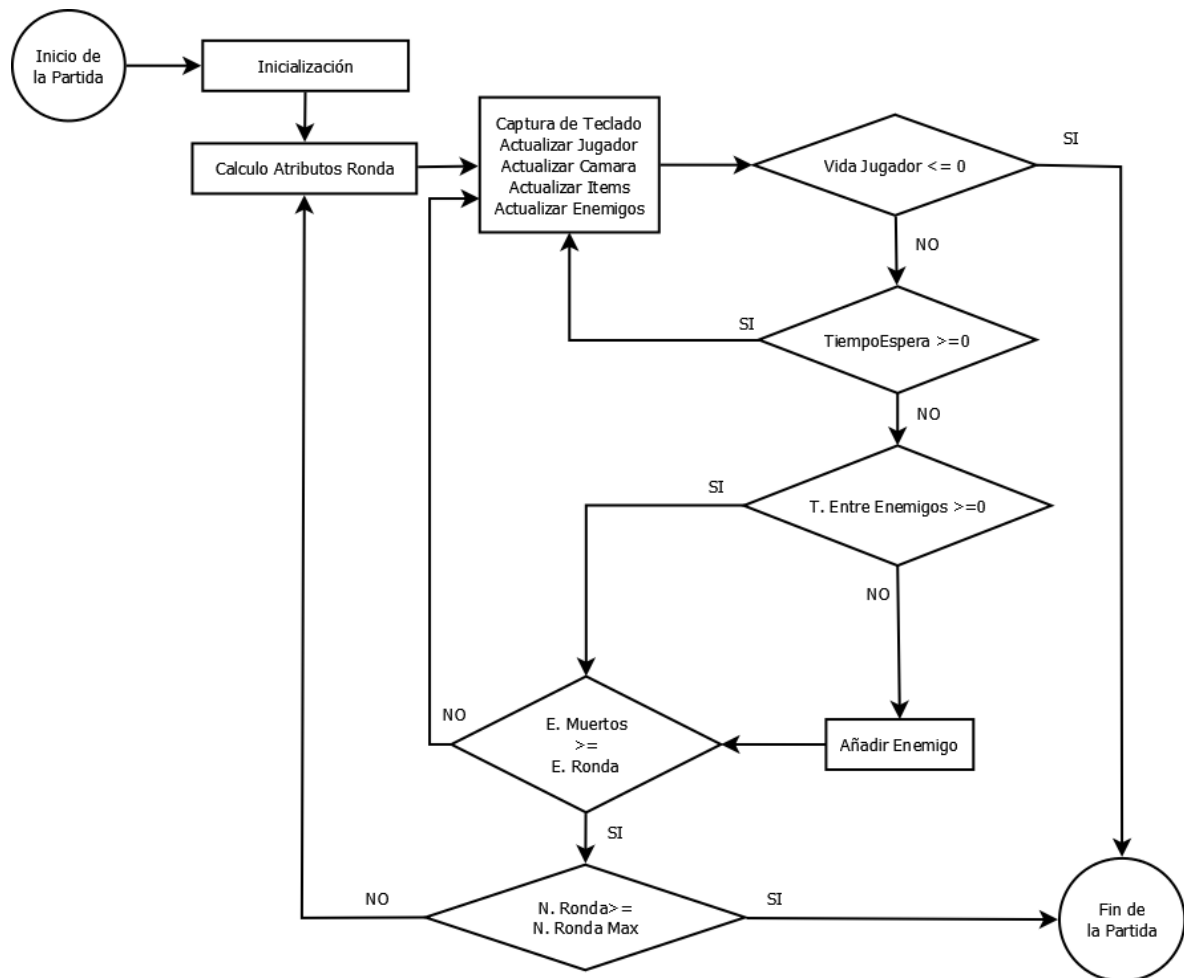 Inicio de
la Partida
Inicialización
Calculo Atributos Ronda
Captura de Teclado
Actualizar Jugador
Actualizar Camara
Actualizar Items
Actualizar Enemigos
Vida Jugador <= 0
SI
NO
TiempoEspera >=0
SI
NO
T. Entre Enemigos >=0
SI
NO
Añadir Enemigo
E. Muertos
>=
E. Ronda
NO
SI
N. Ronda>=
N. Ronda Max
NO
SI
Fin de
la Partida